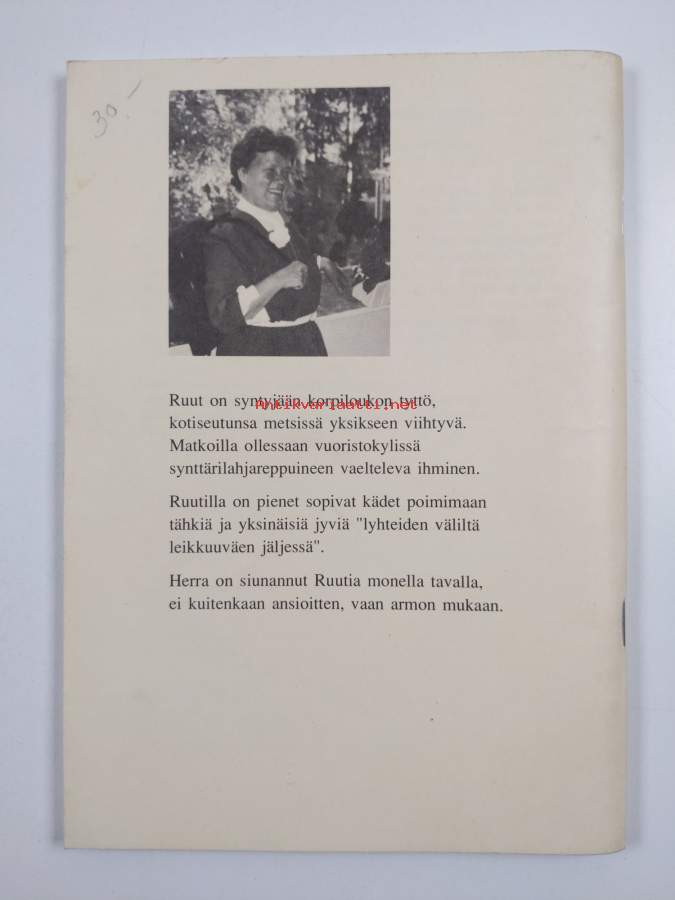 30.-
Ruut on syntyjään korpiloukon tyttö,
Antikvariaatti.net
kotiseutunsa metsissä yksikseen viihtyvä.
Matkoilla ollessaan vuoristokylissä
synttärilahjareppuineen vaelteleva ihminen.
Ruutilla on pienet sopivat kädet poimimaan
tähkiä ja yksinäisiä jyviä "lyhteiden väliltä
leikkuuväen jäljessä".
Herra on siunannut Ruutia monella tavalla,
ei kuitenkaan ansioitten, vaan armon mukaan.